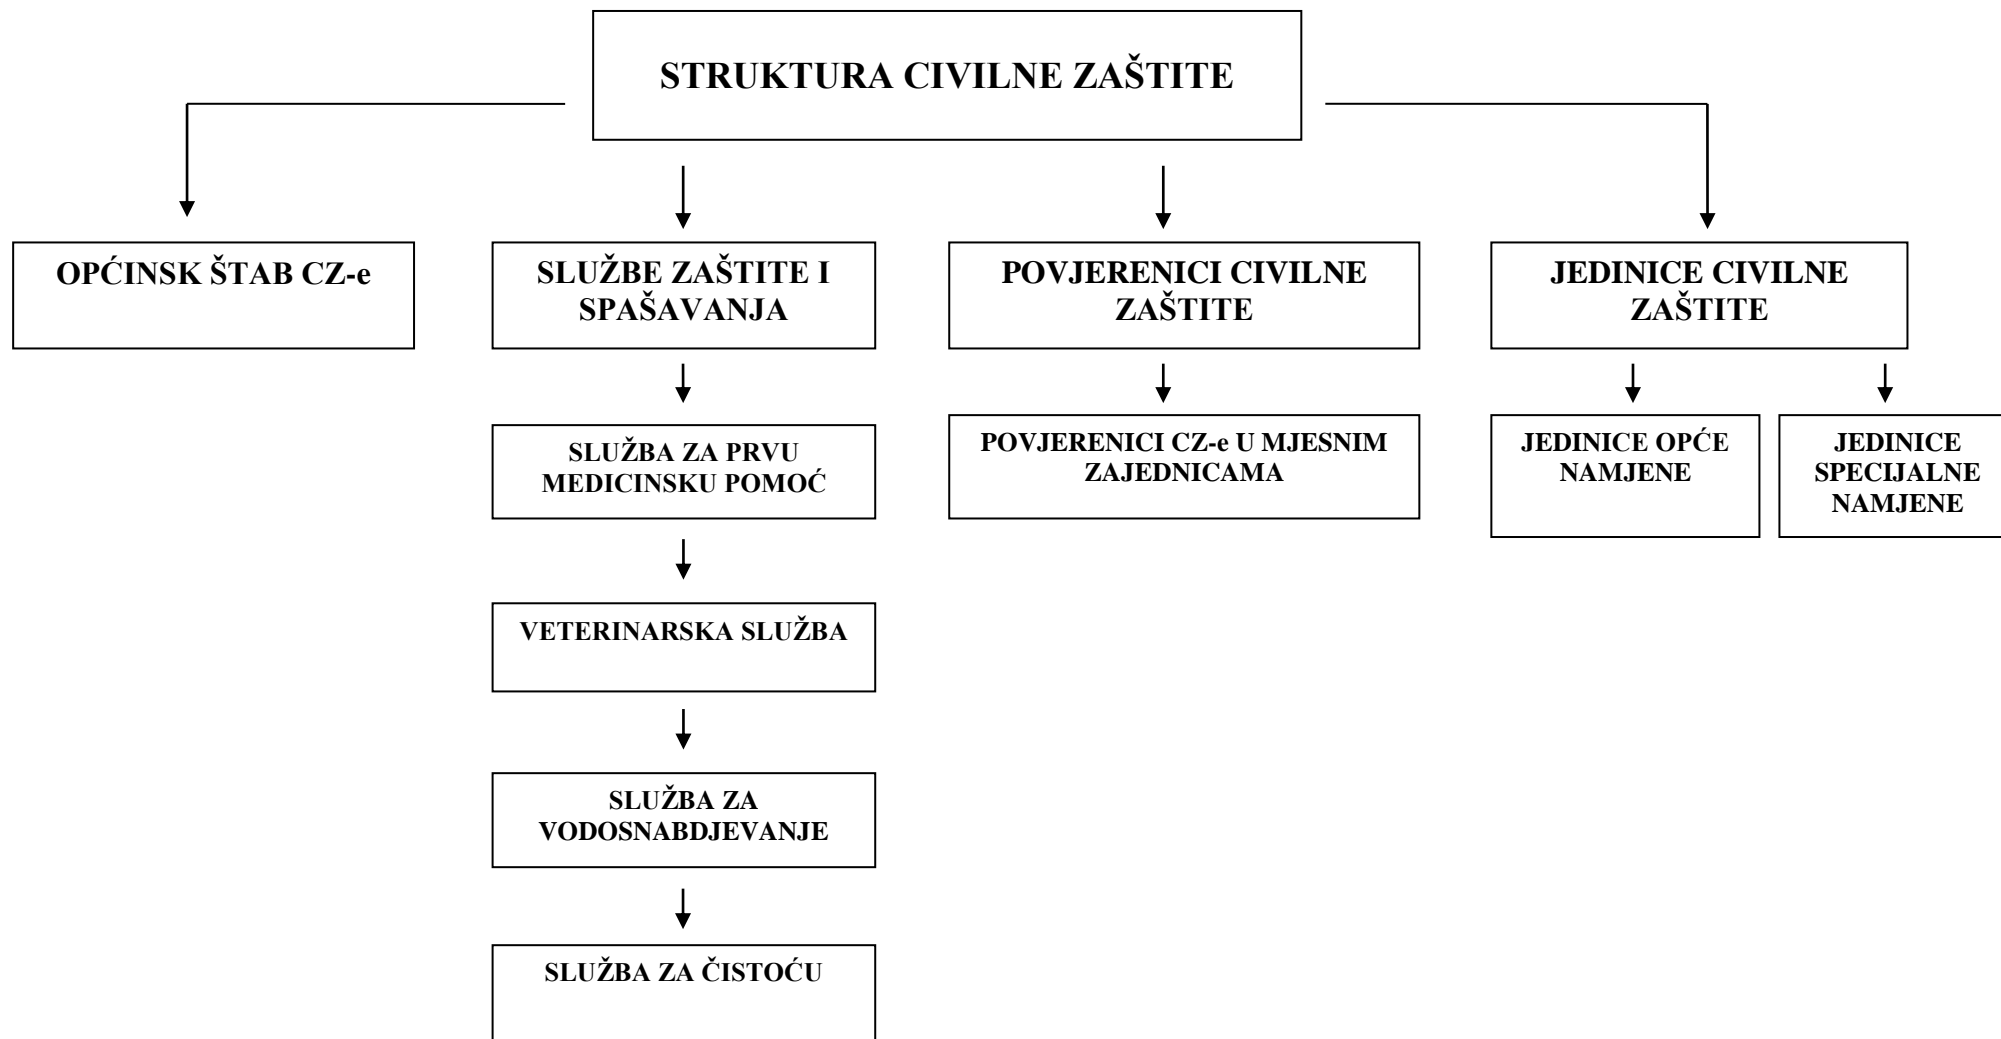 STRUKTURA CIVILNE ZAŠTITE
OPĆINSK ŠTAB CZ-e
SLUŽBE ZAŠTITE I
SPAŠAVANJA
POVJERENICI CIVILNE
ZAŠTITE
JEDINICE CIVILNE
ZAŠTITE
SLUŽBA ZA PRVU
MEDICINSKU POMOĆ
POVJERENICI CZ-e U MJESNIM
ZAJEDNICAMA
JEDINICE OPĆE
NAMJENE
JEDINICE
SPECIJALNE
NAMJENE
VETERINARSKA SLUŽBA
SLUŽBA ZA
VODOSNABDJEVANJE
SLUŽBA ZA ČISTOĆU